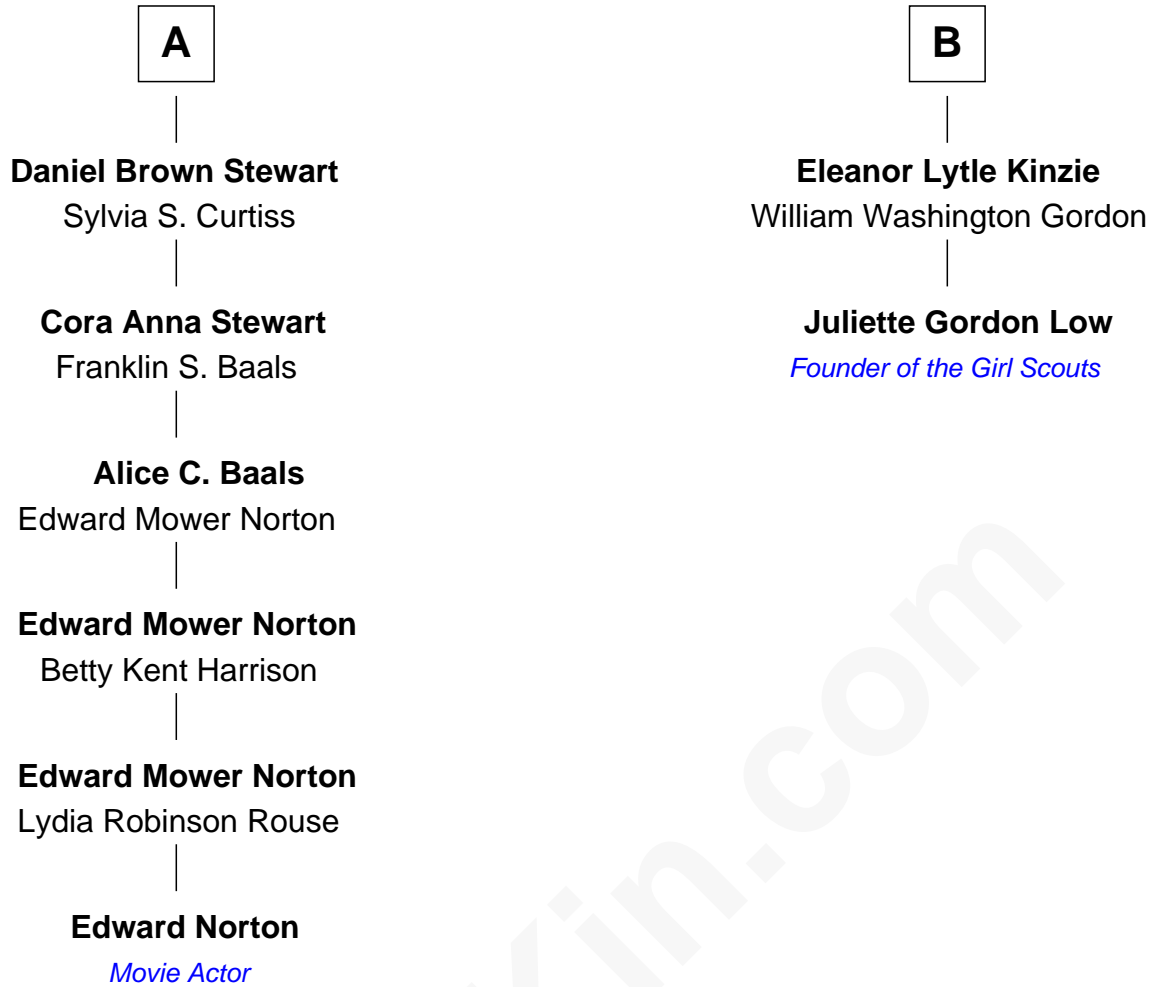 A
Daniel Brown Stewart
Sylvia S. Curtiss
Cora Anna Stewart
Franklin S. Baals
Alice C. Baals
Edward Mower Norton
Edward Mower Norton
Betty Kent Harrison
Edward Mower Norton
Lydia Robinson Rouse
Edward Norton
Movie Actor
B
Eleanor Lytle Kinzie
William Washington Gordon
Juliette Gordon Low
Founder of the Girl Scouts
in.com